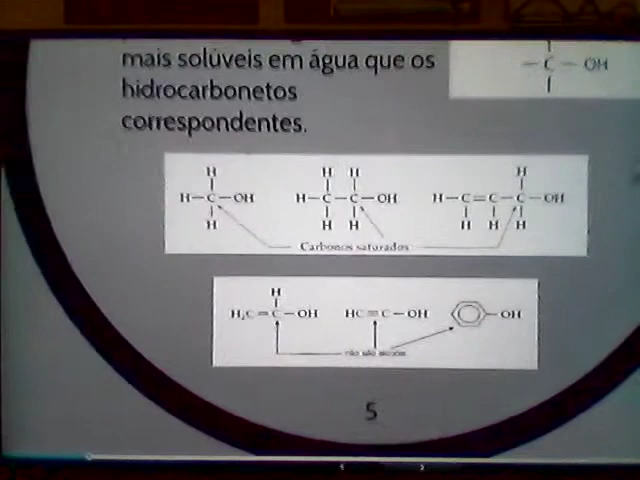 mais solúveis em água que os
hidrocarbonetos
correspondentes.
— C — OH
H H H H
H—C—OH H—C—C—OH H—C=C—C—OH
H H H H H H
Carbonos saturados
H
H₂C=C—OH HC≡C—OH OH
não são álcoois
5